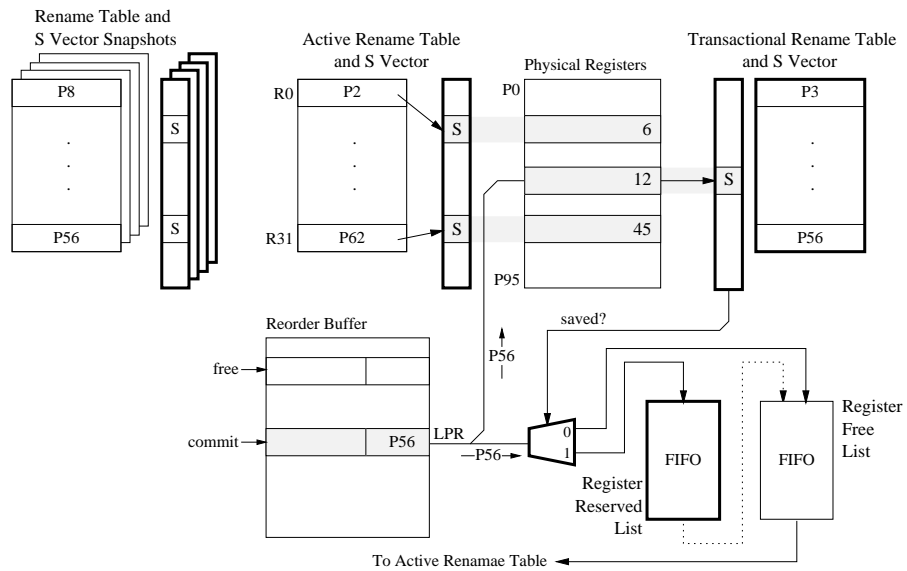 Rename Table and
S Vector Snapshots
P8
.
.
.
P56
S
S
Active Rename Table
and S Vector
R0
P2
.
.
.
R31
P62
S
S
Physical Registers
P0
6
12
45
P95
Transactional Rename Table
and S Vector
S
P3
.
.
.
P56
Reorder Buffer
free
commit
P56
LPR
P56
P56
saved?
0
1
FIFO
Register
Reserved
List
FIFO
Register
Free
List
To Active Renamae Table